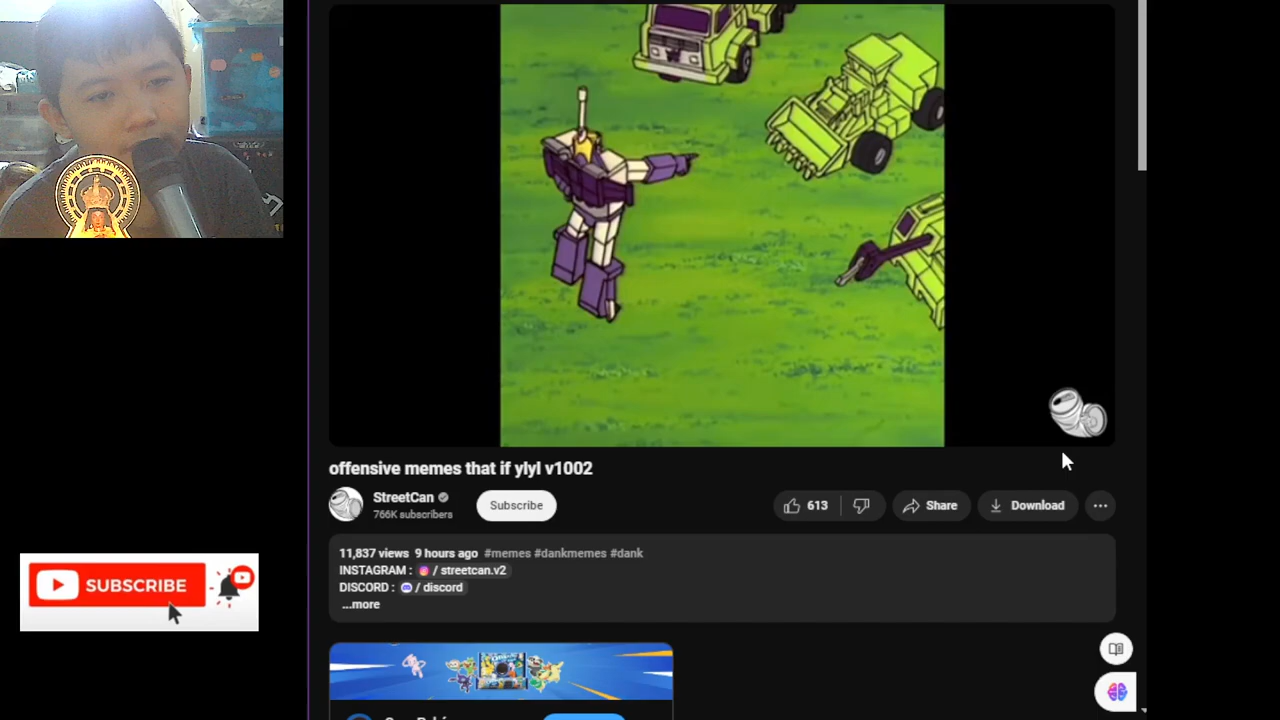 offensive memes that if ylyl v1002
StreetCan
766K subscribers
Subscribe
613
Share
Download
11,837 views 9 hours ago #memes #dankmemes #dank
INSTAGRAM : / streetcan.v2
DISCORD : / discord
...more
SUBSCRIBE